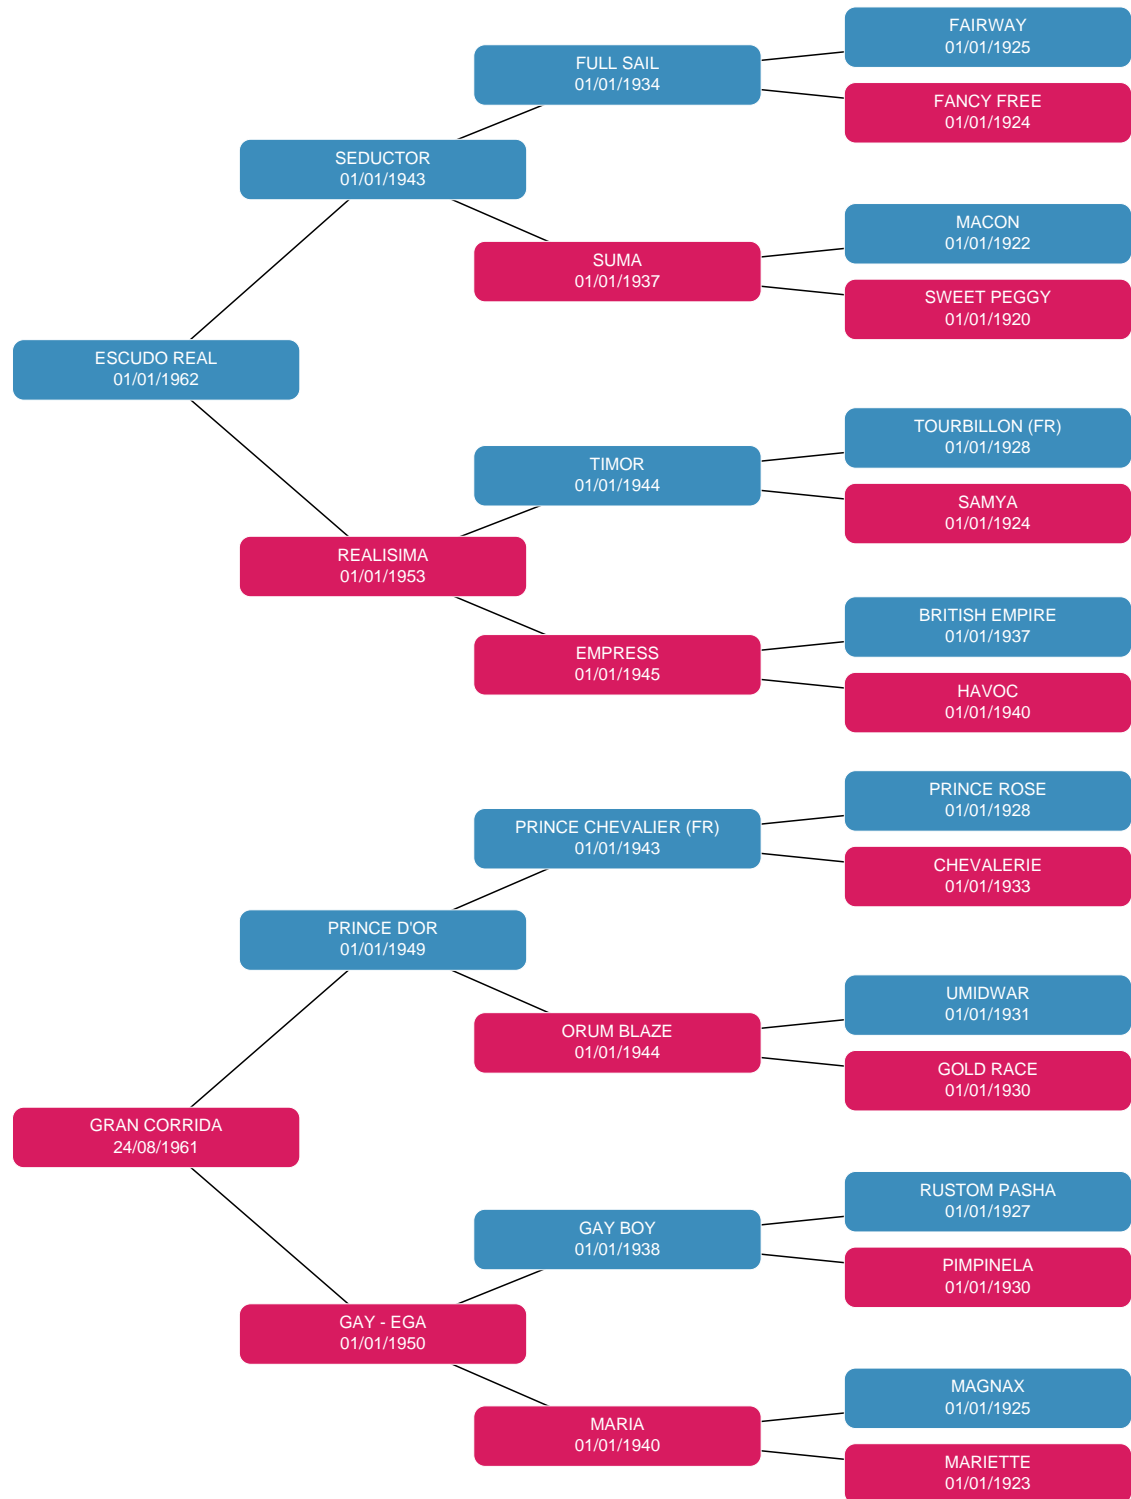 FAIRWAY
01/01/1925
FULL SAIL
01/01/1934
FANCY FREE
01/01/1924
SEDUCTOR
01/01/1943
MACON
01/01/1922
SUMA
01/01/1937
SWEET PEGGY
01/01/1920
ESCUDO REAL
01/01/1962
TOURBILLON (FR)
01/01/1928
TIMOR
01/01/1944
SAMYA
01/01/1924
REALISIMA
01/01/1953
BRITISH EMPIRE
01/01/1937
EMPRESS
01/01/1945
HAVOC
01/01/1940
PRINCE ROSE
01/01/1928
PRINCE CHEVALIER (FR)
01/01/1943
CHEVALERIE
01/01/1933
PRINCE D'OR
01/01/1949
UMIDWAR
01/01/1931
ORUM BLAZE
01/01/1944
GOLD RACE
01/01/1930
GRAN CORRIDA
24/08/1961
RUSTOM PASHA
01/01/1927
GAY BOY
01/01/1938
PIMPINELA
01/01/1930
GAY - EGA
01/01/1950
MAGNAX
01/01/1925
MARIA
01/01/1940
MARIETTE
01/01/1923